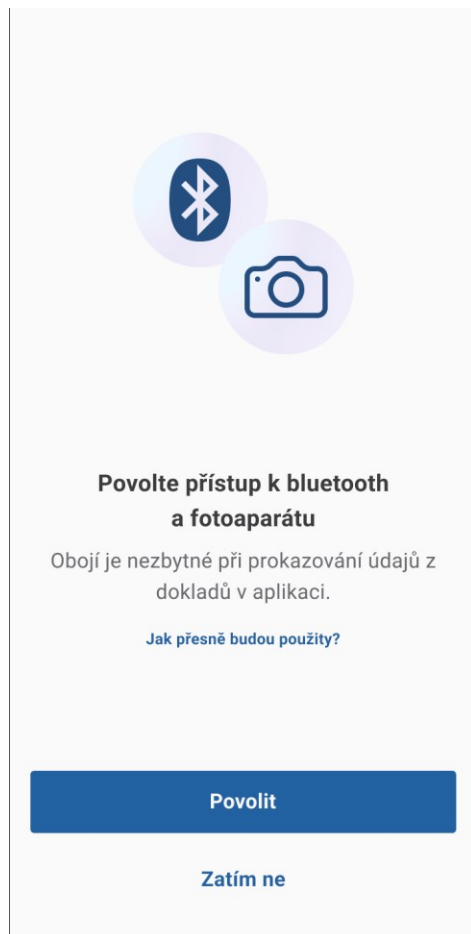 Povolte přístup k bluetooth
a fotoaparátu
Obojí je nezbytné při prokazování údajů z
dokladů v aplikaci.
Jak přesně budou použity?
Povolit
Zatím ne